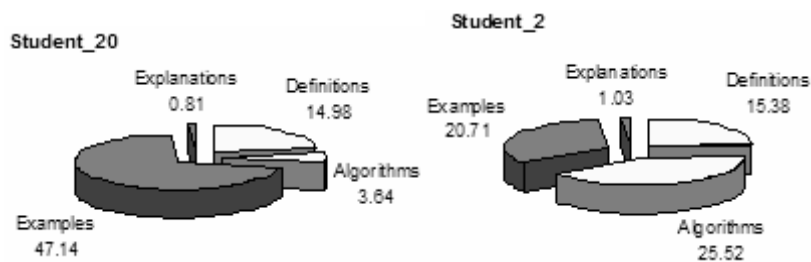 Student_20
Explanations
0.81
Definitions
14.98
Algorithms
3.64
Examples
47.14
Student_2
Explanations
1.03
Definitions
15.38
Examples
20.71
Algorithms
25.52